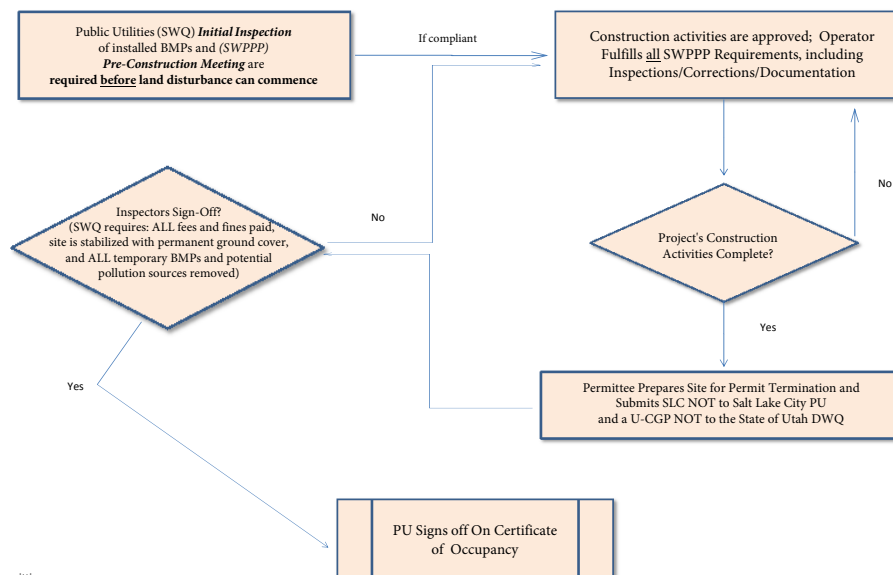 Public Utilities (SWQ) Initial Inspection
of installed BMPs and (SWPPP)
Pre-Construction Meeting are
required before land disturbance can commence
If compliant
Construction activities are approved; Operator
Fulfills all SWPPP Requirements, including
Inspections/Corrections/Documentation
No
Inspectors Sign-Off?
(SWQ requires: ALL fees and fines paid,
site is stabilized with permanent ground cover,
and ALL temporary BMPs and potential
pollution sources removed)
No
Project's Construction
Activities Complete?
Yes
Yes
Permittee Prepares Site for Permit Termination and
Submits SLC NOT to Salt Lake City PU
and a U-CGP NOT to the State of Utah DWQ
PU Signs off On Certificate
of Occupancy